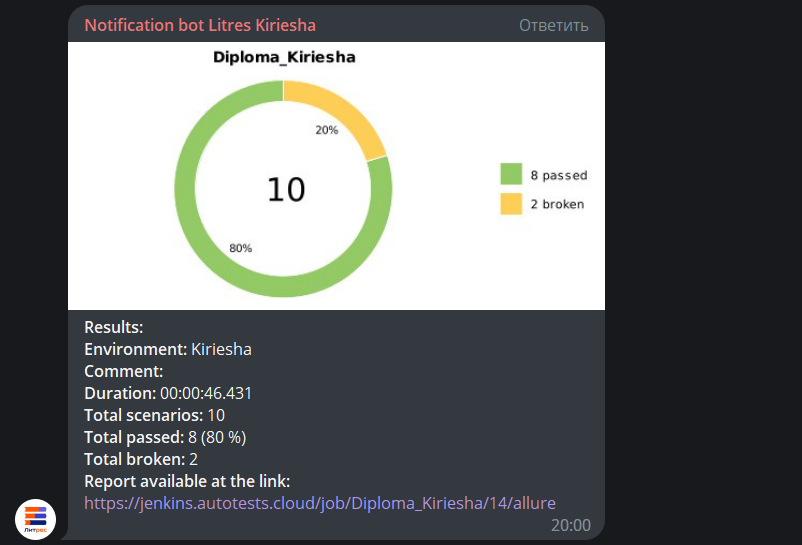 Notification bot Litres Kiriesha
Ответить
Diploma_Kiriesha
20%
10
80%
8 passed
2 broken
Results:
Environment: Kiriesha
Comment:
Duration: 00:00:46.431
Total scenarios: 10
Total passed: 8 (80 %)
Total broken: 2
Report available at the link:
https://jenkins.autotests.cloud/job/Diploma_Kiriesha/14/allure
20:00
Литрес